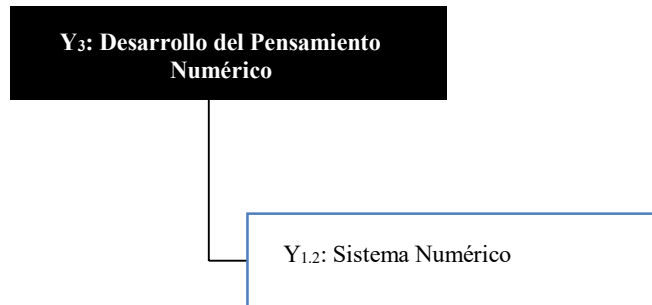 Y₃: Desarrollo del Pensamiento
Numérico
Y₁.₂: Sistema Numérico